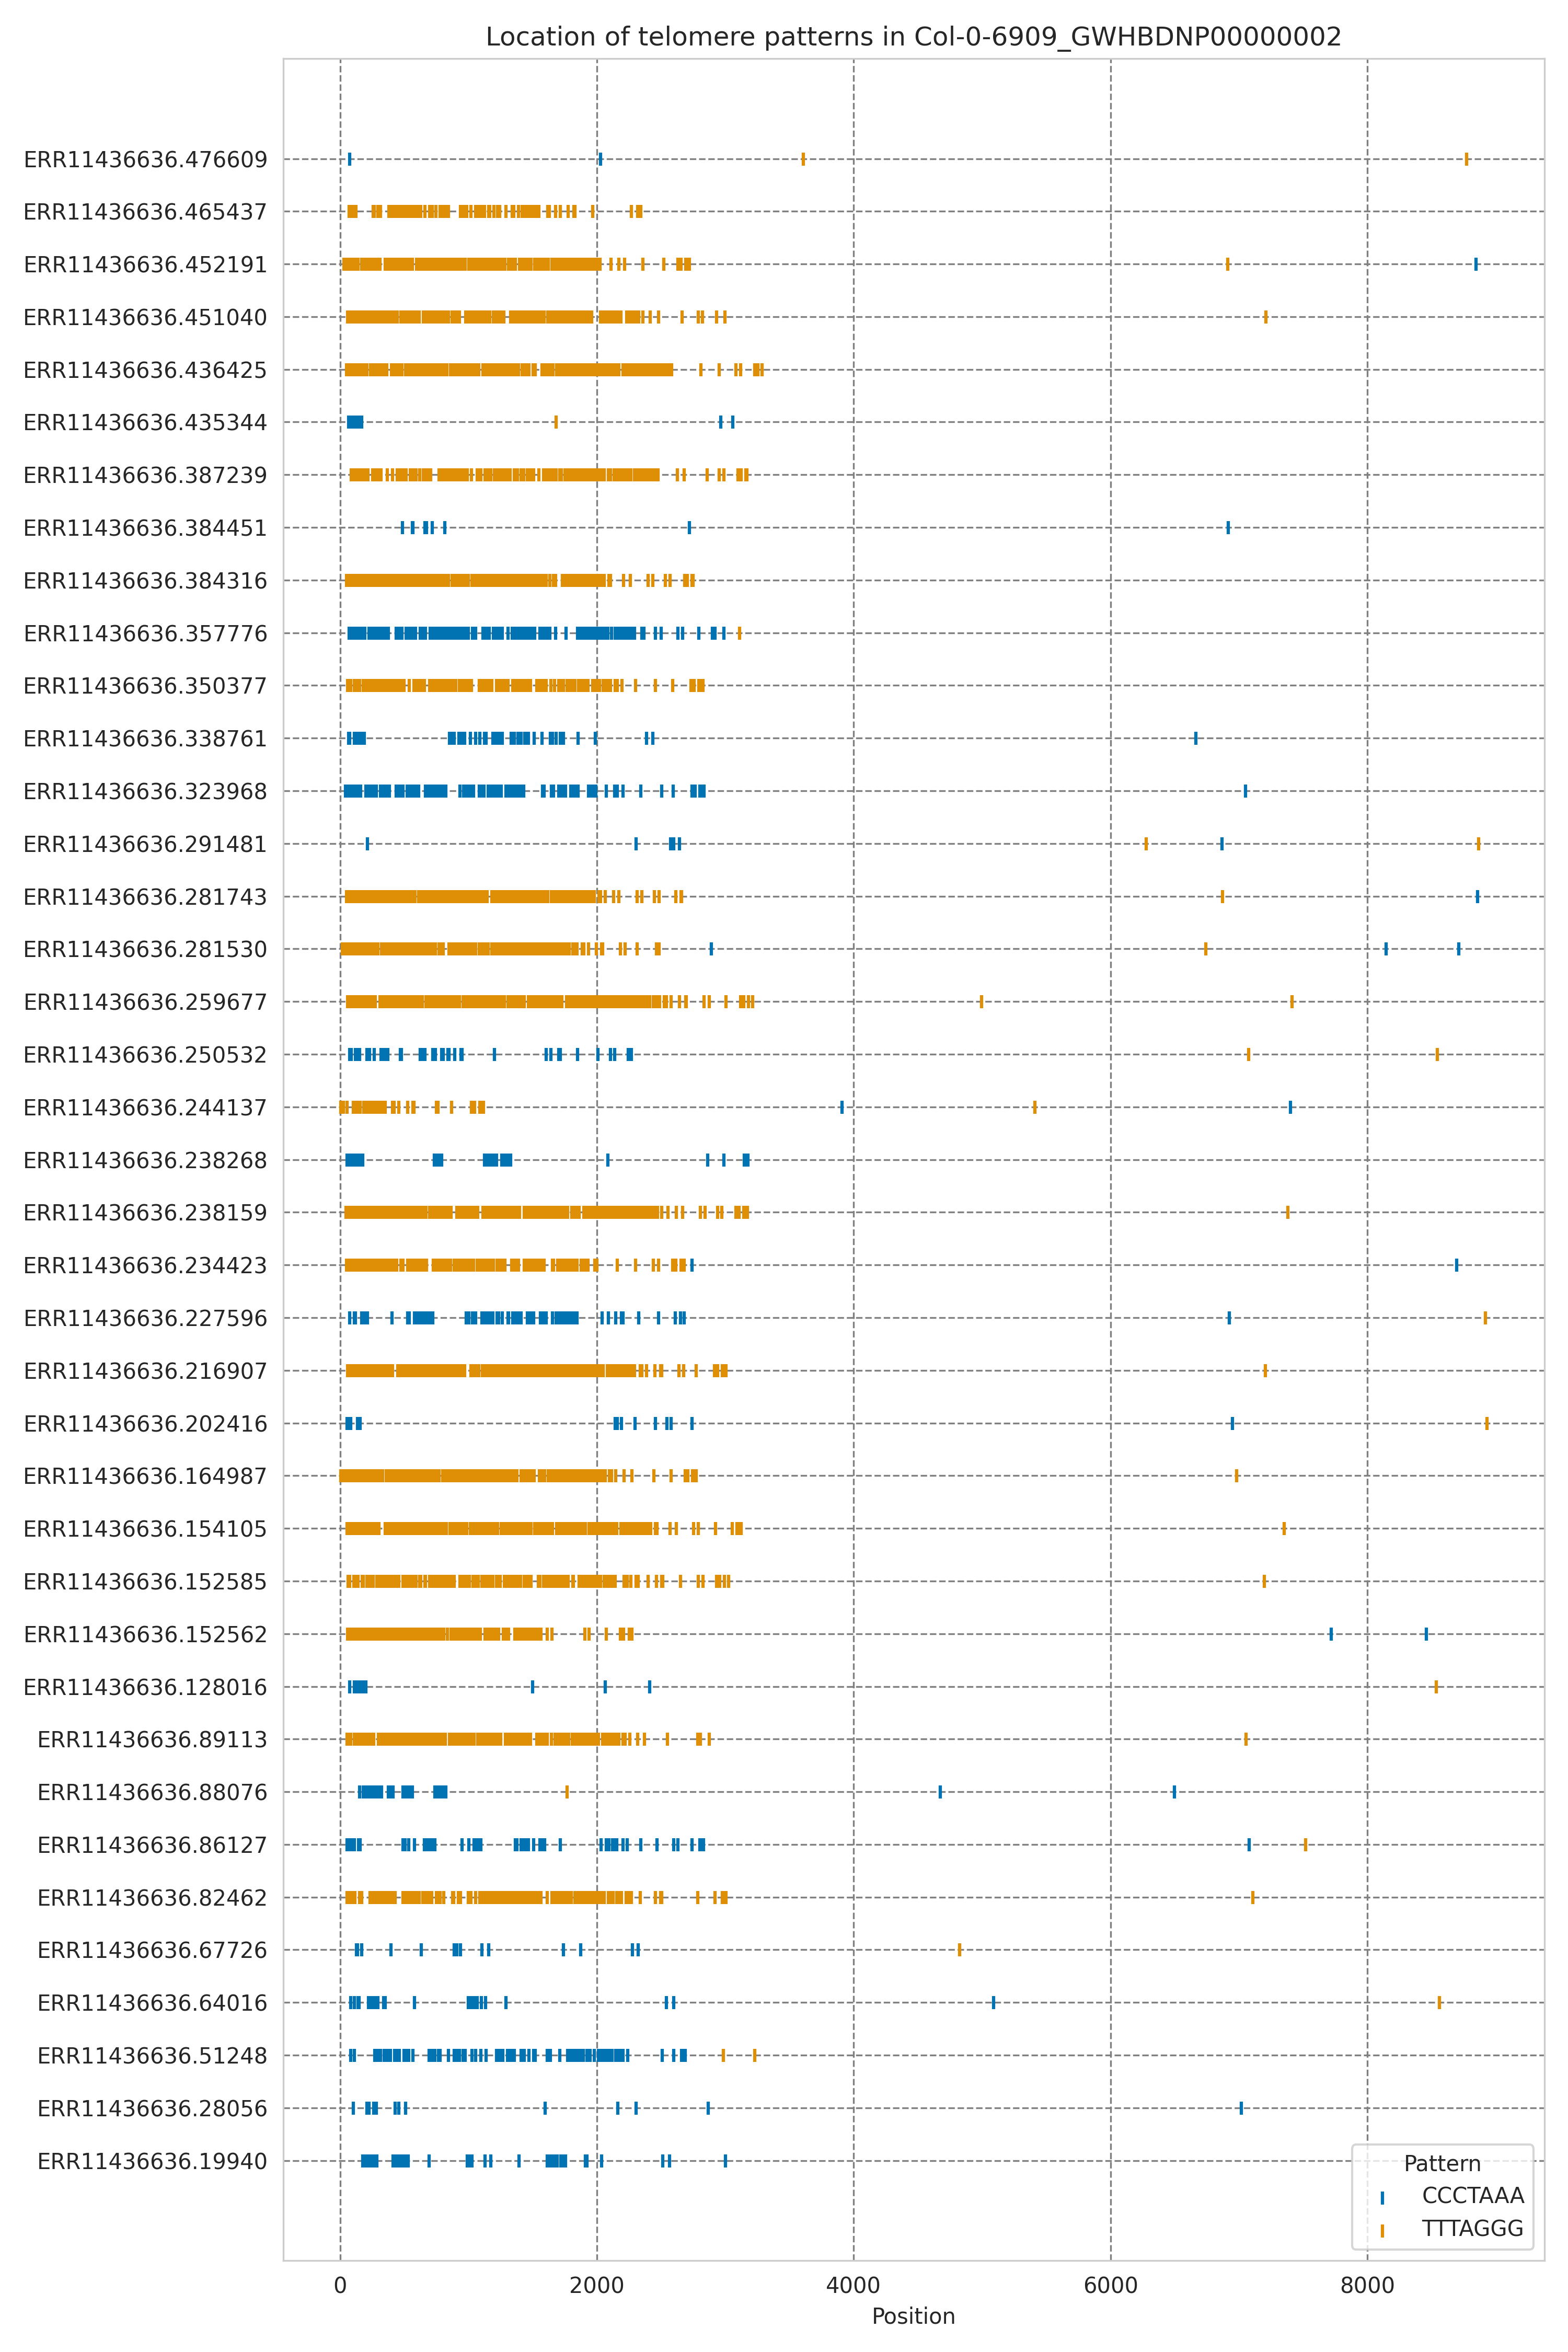 Location of telomere patterns in Col-0-6909_GWHBDNP00000002
ERR11436636.476609
ERR11436636.465437
ERR11436636.452191
ERR11436636.451040
ERR11436636.436425
ERR11436636.435344
ERR11436636.387239
ERR11436636.384451
ERR11436636.384316
ERR11436636.357776
ERR11436636.350377
ERR11436636.338761
ERR11436636.323968
ERR11436636.291481
ERR11436636.281743
ERR11436636.281530
ERR11436636.259677
ERR11436636.250532
ERR11436636.244137
ERR11436636.238268
ERR11436636.238159
ERR11436636.234423
ERR11436636.227596
ERR11436636.216907
ERR11436636.202416
ERR11436636.164987
ERR11436636.154105
ERR11436636.152585
ERR11436636.152562
ERR11436636.128016
ERR11436636.89113
ERR11436636.88076
ERR11436636.86127
ERR11436636.82462
ERR11436636.67726
ERR11436636.64016
ERR11436636.51248
ERR11436636.28056
ERR11436636.19940
Pattern
CCCTAAA
TTTAGGG
0 2000 4000 6000 8000
Position